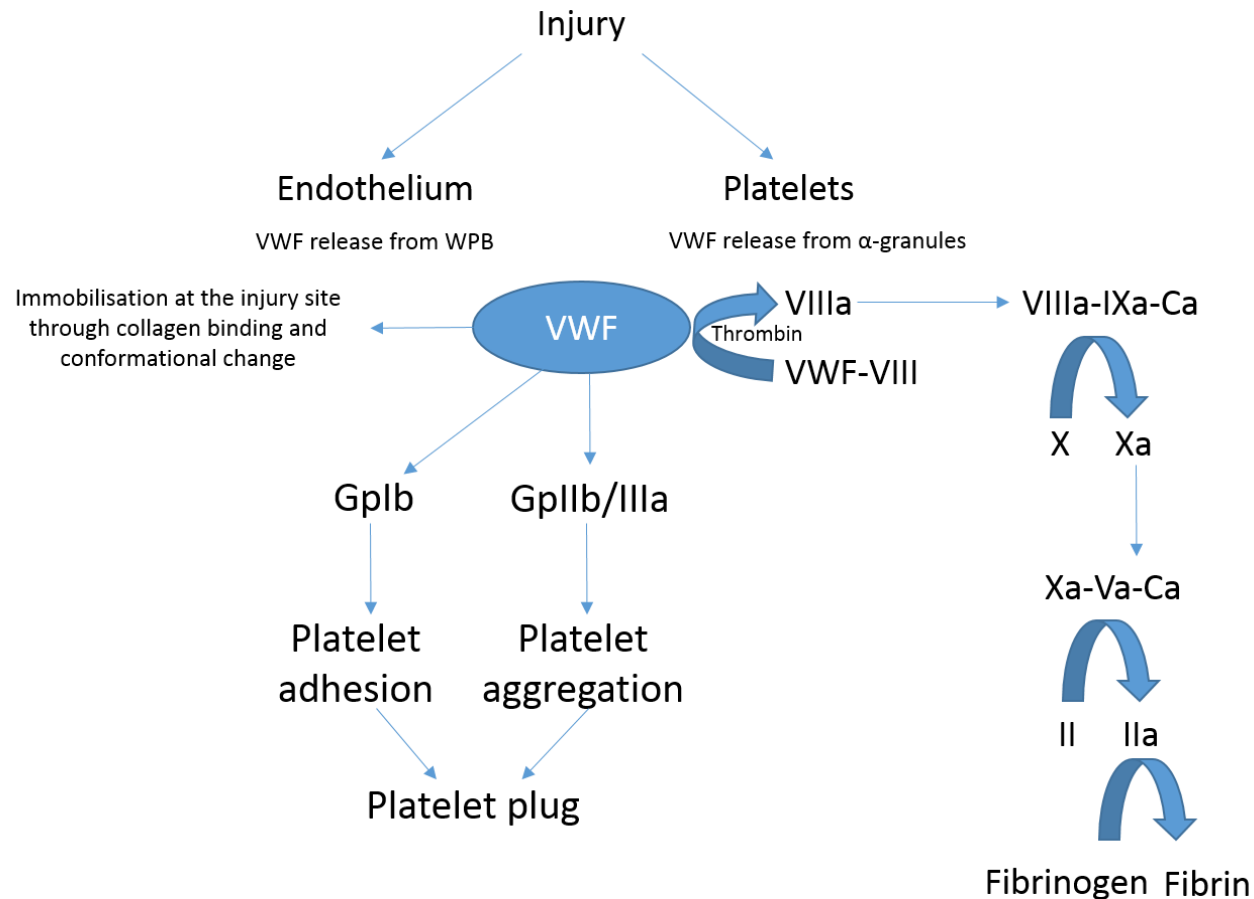 Injury
Endothelium
Platelets
VWF release from WPB
VWF release from α-granules
Immobilisation at the injury site
through collagen binding and
conformational change
VWF
VIIIa
Thrombin
VWF-VIII
VIIIa-IXa-Ca
X
Xa
GpIb
GpIIb/IIIa
Xa-Va-Ca
Platelet
adhesion
Platelet
aggregation
II
IIa
Platelet plug
Fibrinogen
Fibrin